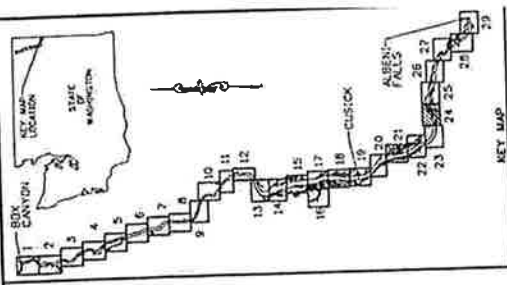 KEY MAP
LOCATION
STATE
OF
WASHINGTON
BOX
CANYON
1
2
3
4
5
6
7
8
9
10
11
12
13
14
15
16
17
18
19
CUSICK
20
21
22
23
24
25
26
27
28
29
ALBENI
FALLS
KEY MAP